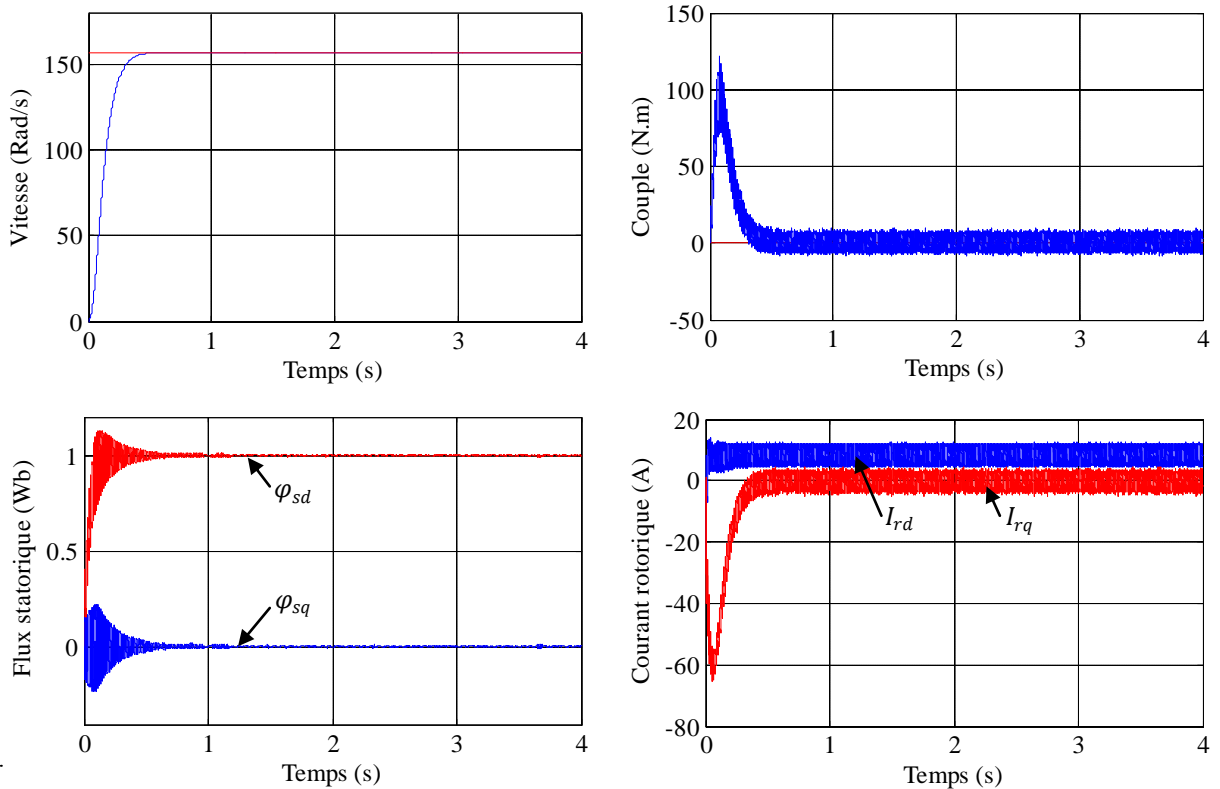 Vitesse (Rad/s)
150
100
50
0
0 1 2 3 4
Temps (s)
Couple (N.m)
150
100
50
0
-50
0 1 2 3 4
Temps (s)
Flux statorique (Wb)
1
0.5
0
φsd
φsq
0 1 2 3 4
Temps (s)
Courant rotorique (A)
20
0
-20
-40
-60
-80
Ird
Irq
0 1 2 3 4
Temps (s)